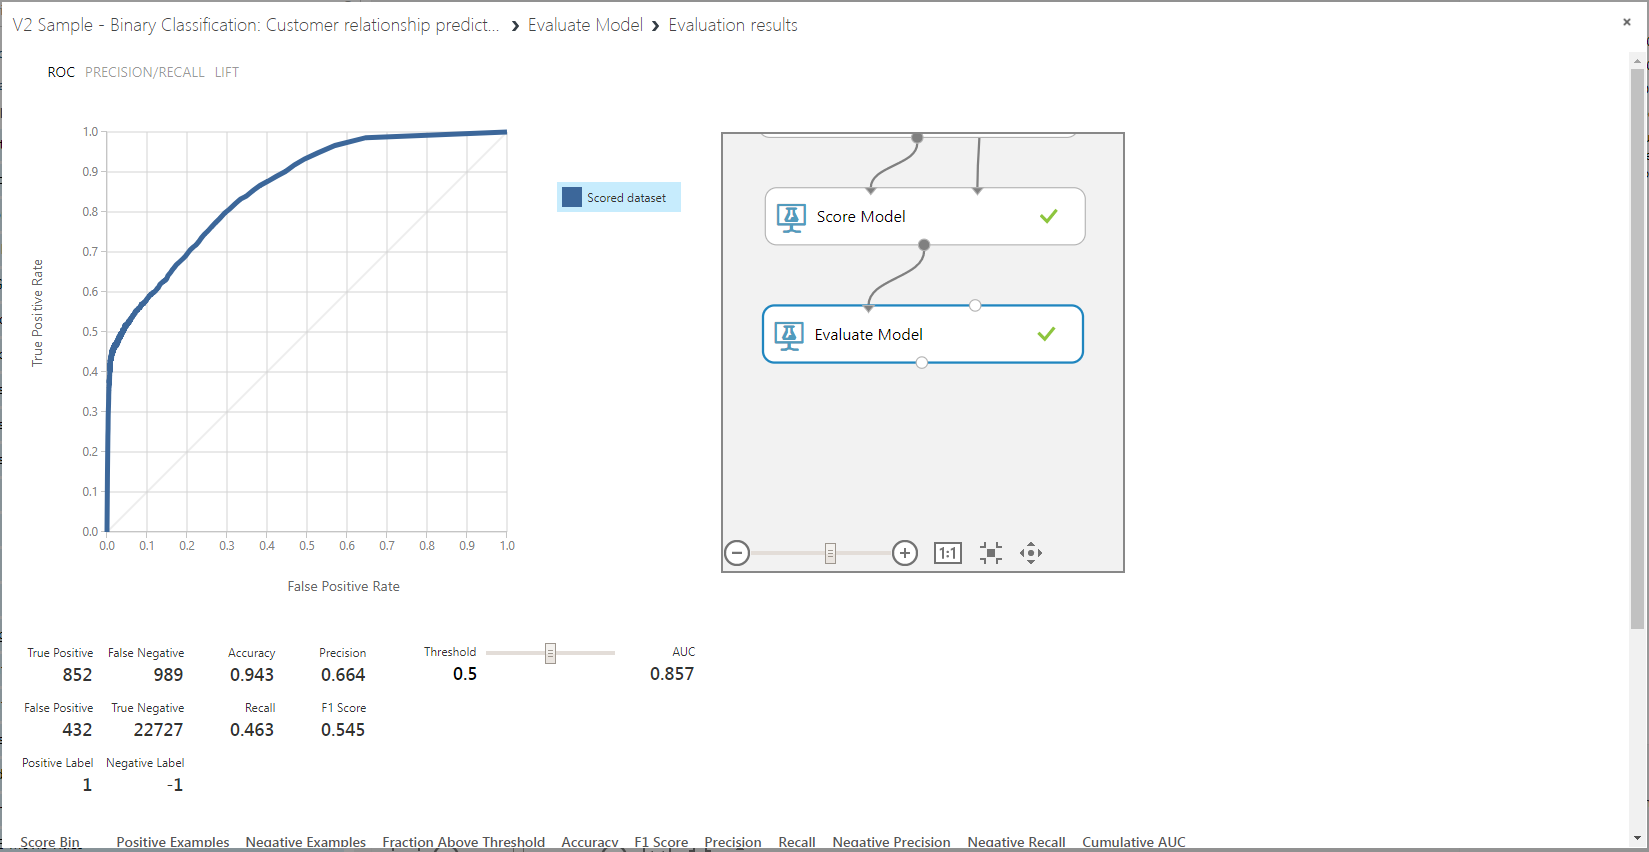 V2 Sample - Binary Classification: Customer relationship predict... › Evaluate Model › Evaluation results
ROC PRECISION/RECALL LIFT
1.0
0.9
0.8
0.7
0.6
0.5
0.4
0.3
0.2
0.1
0.0
True Positive Rate
0.0 0.1 0.2 0.3 0.4 0.5 0.6 0.7 0.8 0.9 1.0
False Positive Rate
Scored dataset
Score Model
Evaluate Model
1:1
True Positive False Negative Accuracy Precision Threshold AUC
852 989 0.943 0.664 0.5 0.857
False Positive True Negative Recall F1 Score
432 22727 0.463 0.545
Positive Label Negative Label
1 -1
Score Bin Positive Examples Negative Examples Fraction Above Threshold Accuracy F1 Score Precision Recall Negative Precision Negative Recall Cumulative AUC